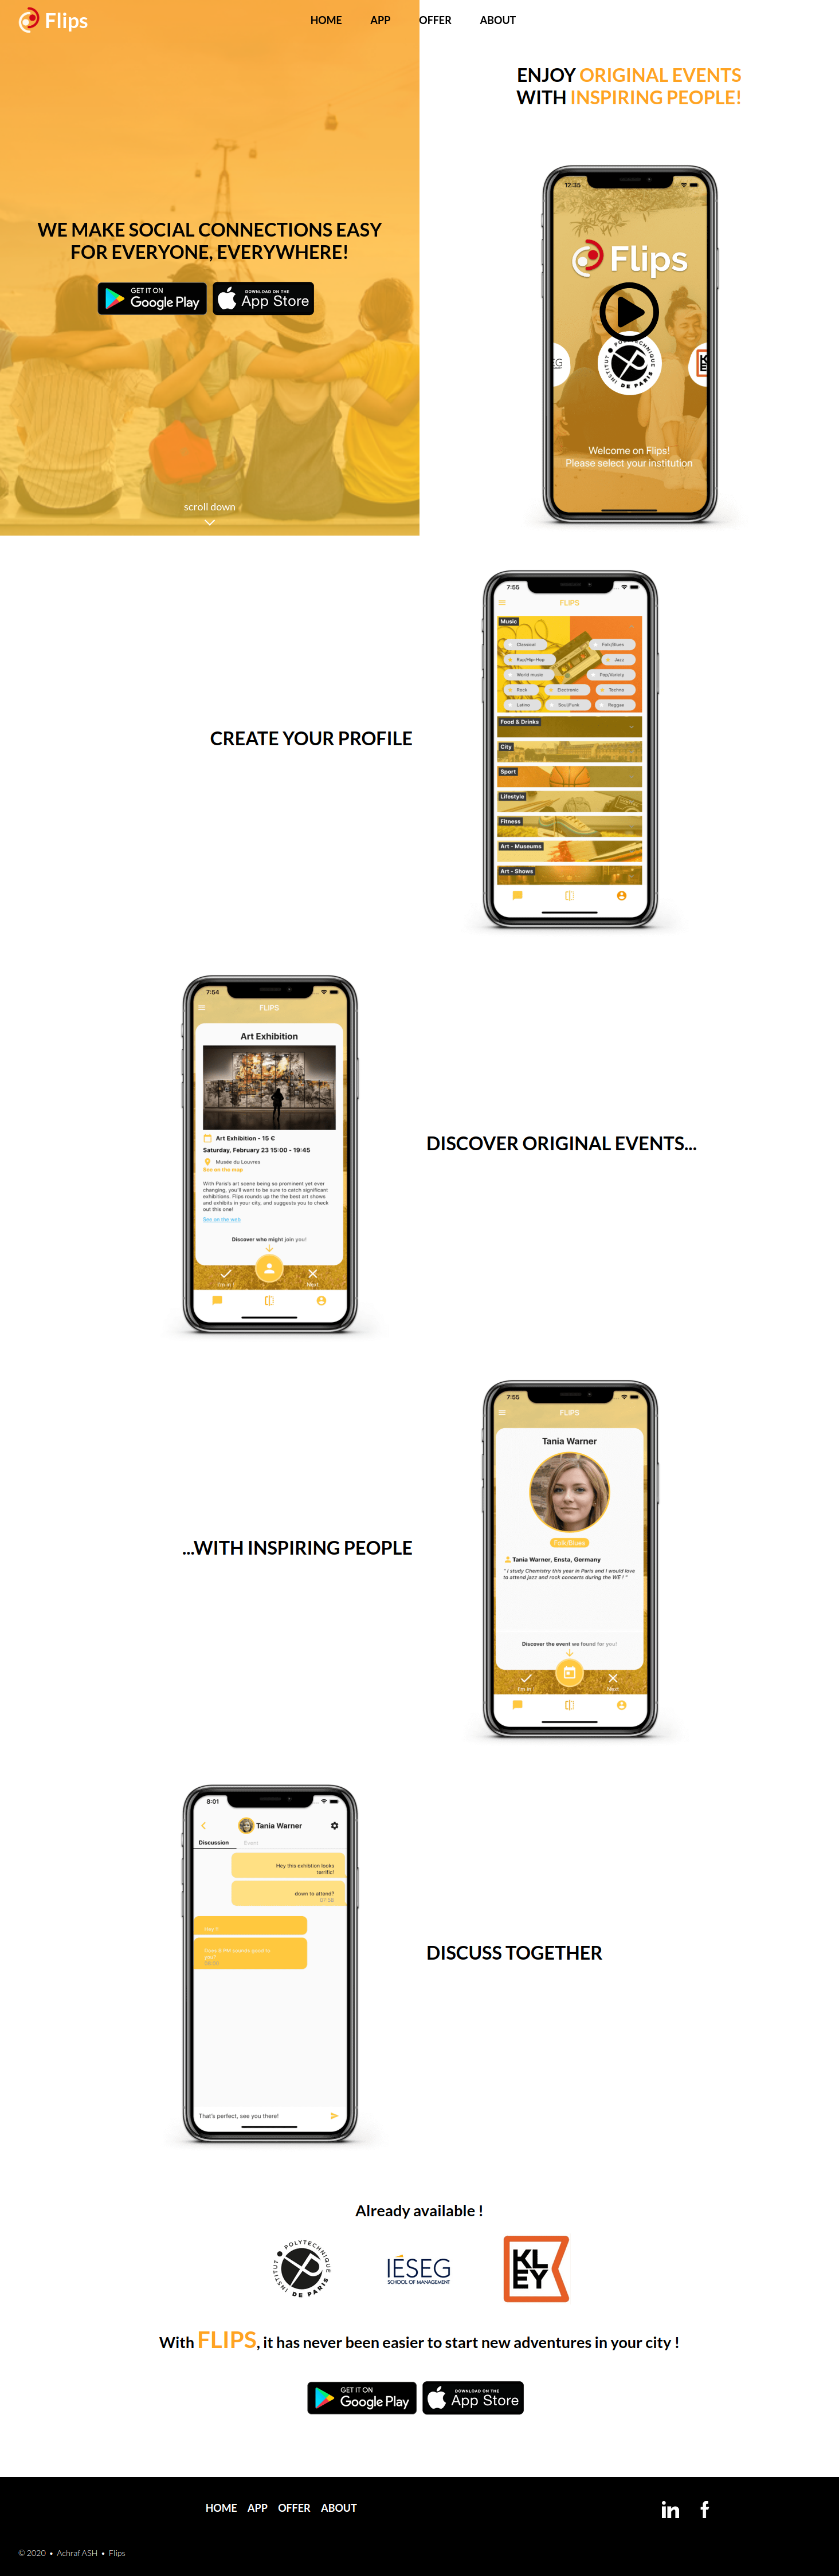 Flips
HOME APP OFFER ABOUT
WE MAKE SOCIAL CONNECTIONS EASY
FOR EVERYONE, EVERYWHERE!
GET IT ON
Google Play
DOWNLOAD ON THE
App Store
scroll down
ENJOY ORIGINAL EVENTS
WITH INSPIRING PEOPLE!
12:35
Flips
EG
POLYTECHNIQUE
INSTITUT DE PARIS
KL
EY
Welcome on Flips!
Please select your institution
CREATE YOUR PROFILE
7:55
FLIPS
Music
Classical Folk/Blues
Rap/Hip-Hop Jazz
World music Pop/Variety
Rock Electronic Techno
Latino Soul/Funk Reggae
Food & Drinks
City
Sport
Lifestyle
Fitness
Art - Museums
Art - Shows
7:54
FLIPS
Art Exhibition
Art Exhibition - 15 €
Saturday, February 23 15:00 - 19:45
Musée du Louvres
See on the map
With Paris's art scene being so prominent yet ever
changing, you'll want to be sure to catch significant
exhibitions. Flips rounds up the the best art shows
and exhibits in your city, and suggests you to check
out this one!
See on the web
Discover who might join you!
I'm in ! Next
DISCOVER ORIGINAL EVENTS...
...WITH INSPIRING PEOPLE
7:55
FLIPS
Tania Warner
Folk/Blues
Tania Warner, Ensta, Germany
" I study Chemistry this year in Paris and I would love
to attend jazz and rock concerts during the WE ! "
Discover the event we found for you!
I'm in ! Next
8:01
Tania Warner
Discussion Event
Hey this exhibtion looks
terrific!
down to attend?
07:58
Hey !!
you?
That's perfect, see you there!
DISCUSS TOGETHER
Already available !
INSTITUT POLYTECHNIQUE
DE PARIS
IÉSEG
SCHOOL OF MANAGEMENT
KL
EY
With FLIPS, it has never been easier to start new adventures in your city !
GET IT ON
Google Play
DOWNLOAD ON THE
App Store
HOME APP OFFER ABOUT
in f
© 2020 • Achraf ASH • Flips